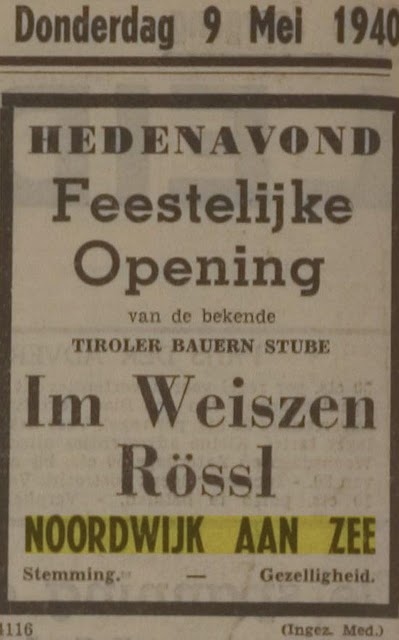 Donderdag 9 Mei 1940
HEDENAVOND
Feestelijke
Opening
van de bekende
TIROLER BAUERN STUBE
Im Weiszen
Rössl
NOORDWIJK AAN ZEE
Stemming. — Gezelligheid.
4116 (Ingez. Med.)